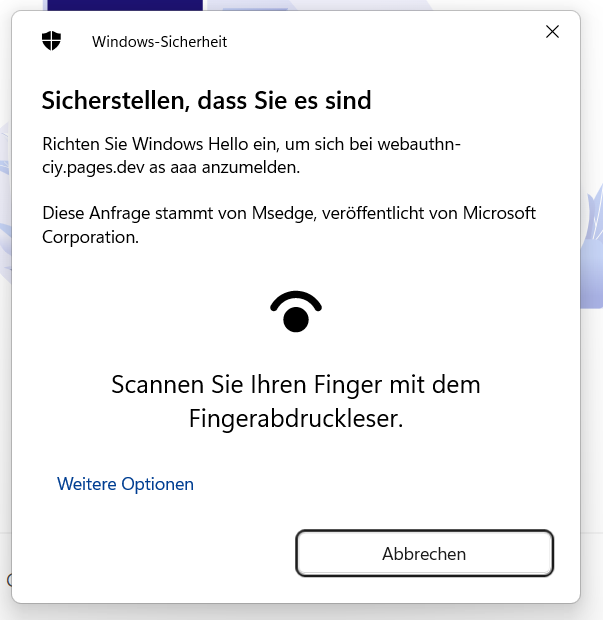 Windows-Sicherheit
Sicherstellen, dass Sie es sind
Richten Sie Windows Hello ein, um sich bei webauthn-
ciy.pages.dev as aaa anzumelden.
Diese Anfrage stammt von Msedge, veröffentlicht von Microsoft
Corporation.
Scannen Sie Ihren Finger mit dem
Fingerabdruckleser.
Weitere Optionen
Abbrechen